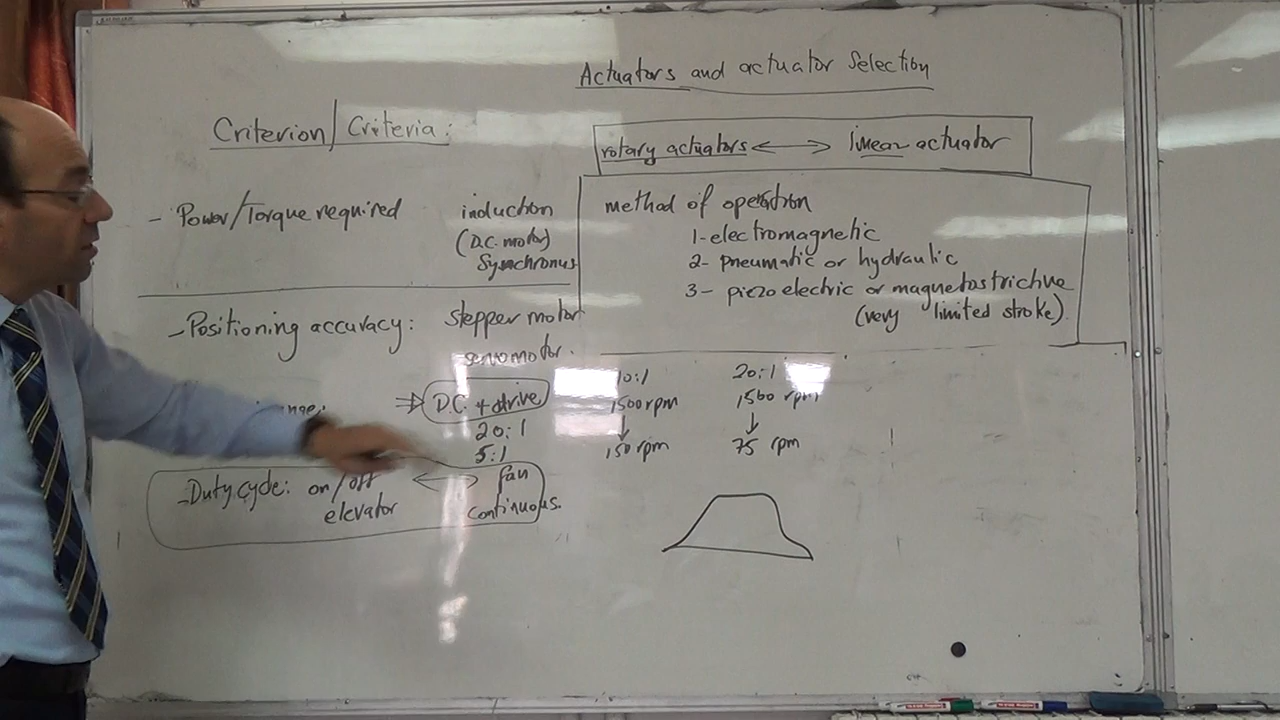 Actuators and actuator Selection
Criterion/Criteria:
rotary actuators ↔ linear actuator
- Power/Torque required induction
(D.C. motor)
Synchronus
method of operation
1- electromagnetic
2- pneumatic or hydraulic
3- piezo electric or magnetostrictive
(very limited stroke).
- Positioning accuracy: stepper motor
servomotor.
⇒ D.C. + drive
20:1
5:1
10:1
1500 rpm
↓
150 rpm
20:1
1500 rpm
↓
75 rpm
- Duty cycle: on/off ↔ fan
elevator continuous.